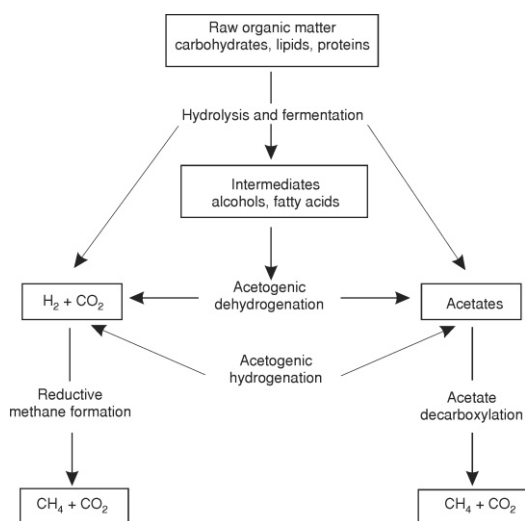 Raw organic matter
carbohydrates, lipids, proteins
Hydrolysis and fermentation
Intermediates
alcohols, fatty acids
H₂ + CO₂
Acetogenic
dehydrogenation
Acetates
Acetogenic
hydrogenation
Reductive
methane formation
Acetate
decarboxylation
CH₄ + CO₂
CH₄ + CO₂